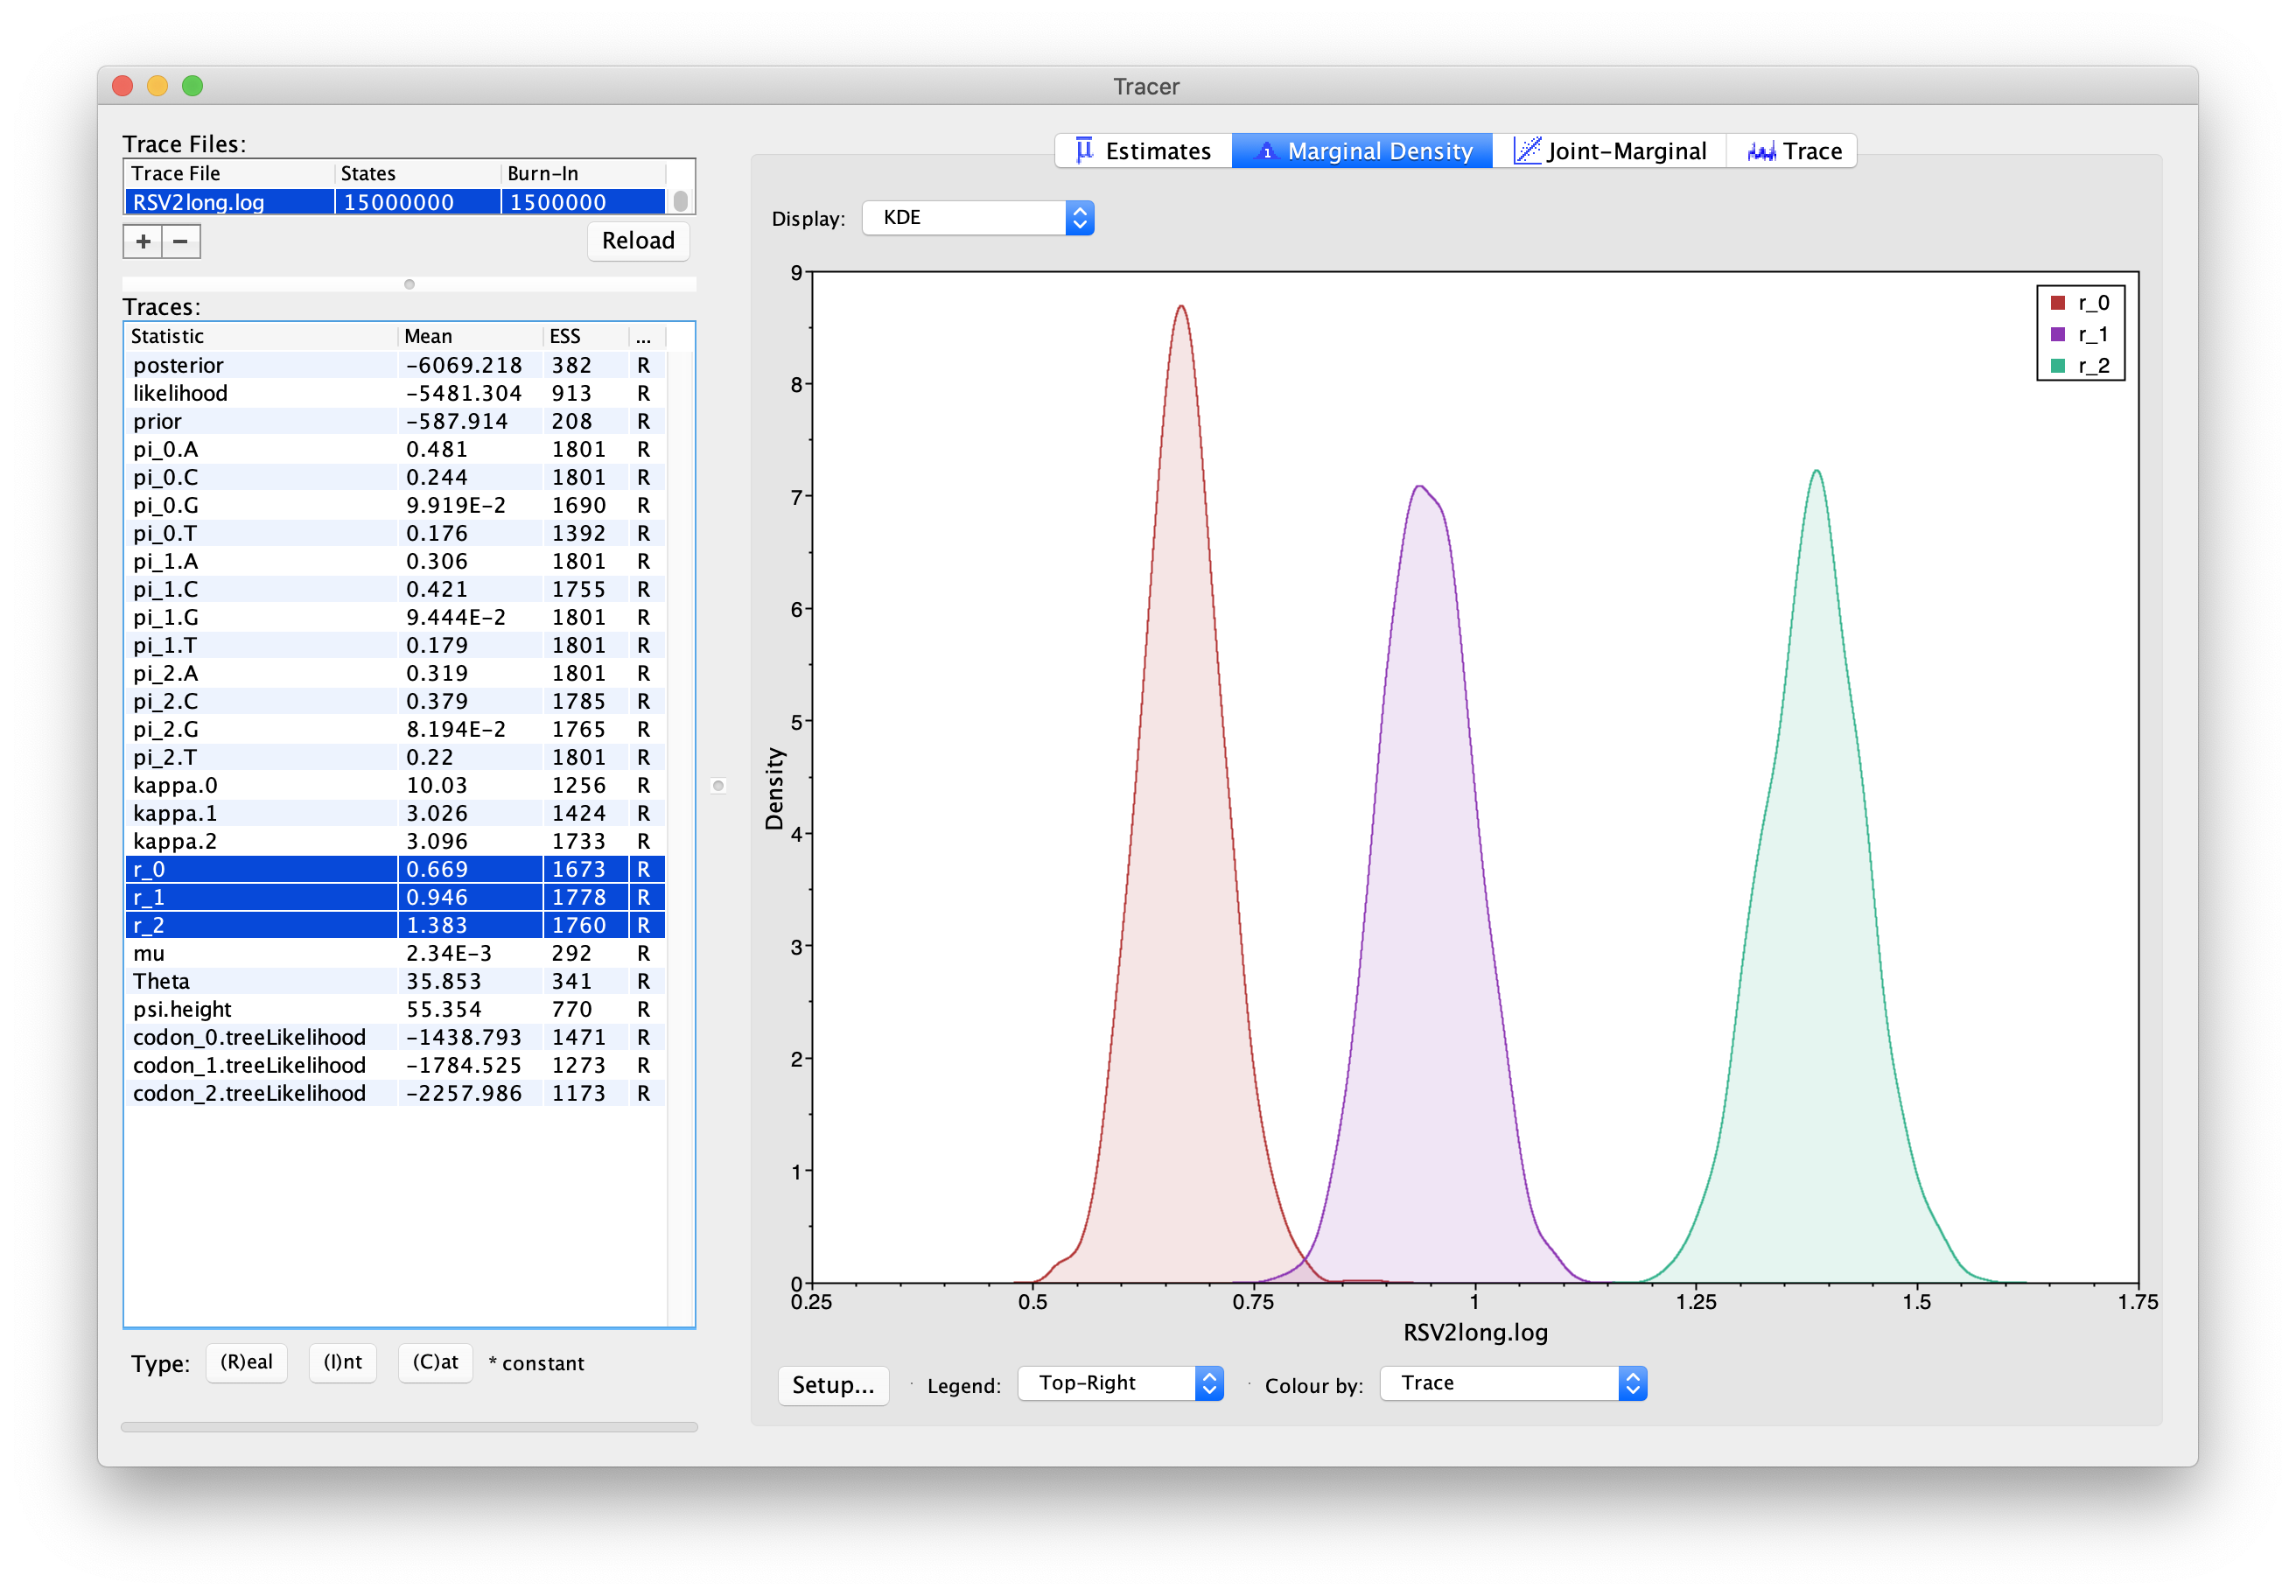 Tracer
Trace Files:
Trace File States Burn-In
RSV2long.log 15000000 1500000
+ −
Reload
Traces:
Statistic Mean ESS ...
posterior -6069.218 382 R
likelihood -5481.304 913 R
prior -587.914 208 R
pi_0.A 0.481 1801 R
pi_0.C 0.244 1801 R
pi_0.G 9.919E-2 1690 R
pi_0.T 0.176 1392 R
pi_1.A 0.306 1801 R
pi_1.C 0.421 1755 R
pi_1.G 9.444E-2 1801 R
pi_1.T 0.179 1801 R
pi_2.A 0.319 1801 R
pi_2.C 0.379 1785 R
pi_2.G 8.194E-2 1765 R
pi_2.T 0.22 1801 R
kappa.0 10.03 1256 R
kappa.1 3.026 1424 R
kappa.2 3.096 1733 R
r_0 0.669 1673 R
r_1 0.946 1778 R
r_2 1.383 1760 R
mu 2.34E-3 292 R
Theta 35.853 341 R
psi.height 55.354 770 R
codon_0.treeLikelihood -1438.793 1471 R
codon_1.treeLikelihood -1784.525 1273 R
codon_2.treeLikelihood -2257.986 1173 R
Type: (R)eal (I)nt (C)at * constant
Estimates Marginal Density Joint-Marginal Trace
Display: KDE
9
8
7
6
5
4
3
2
1
0
Density
r_0
r_1
r_2
0.25 0.5 0.75 1 1.25 1.5 1.75
RSV2long.log
Setup... Legend: Top-Right Colour by: Trace